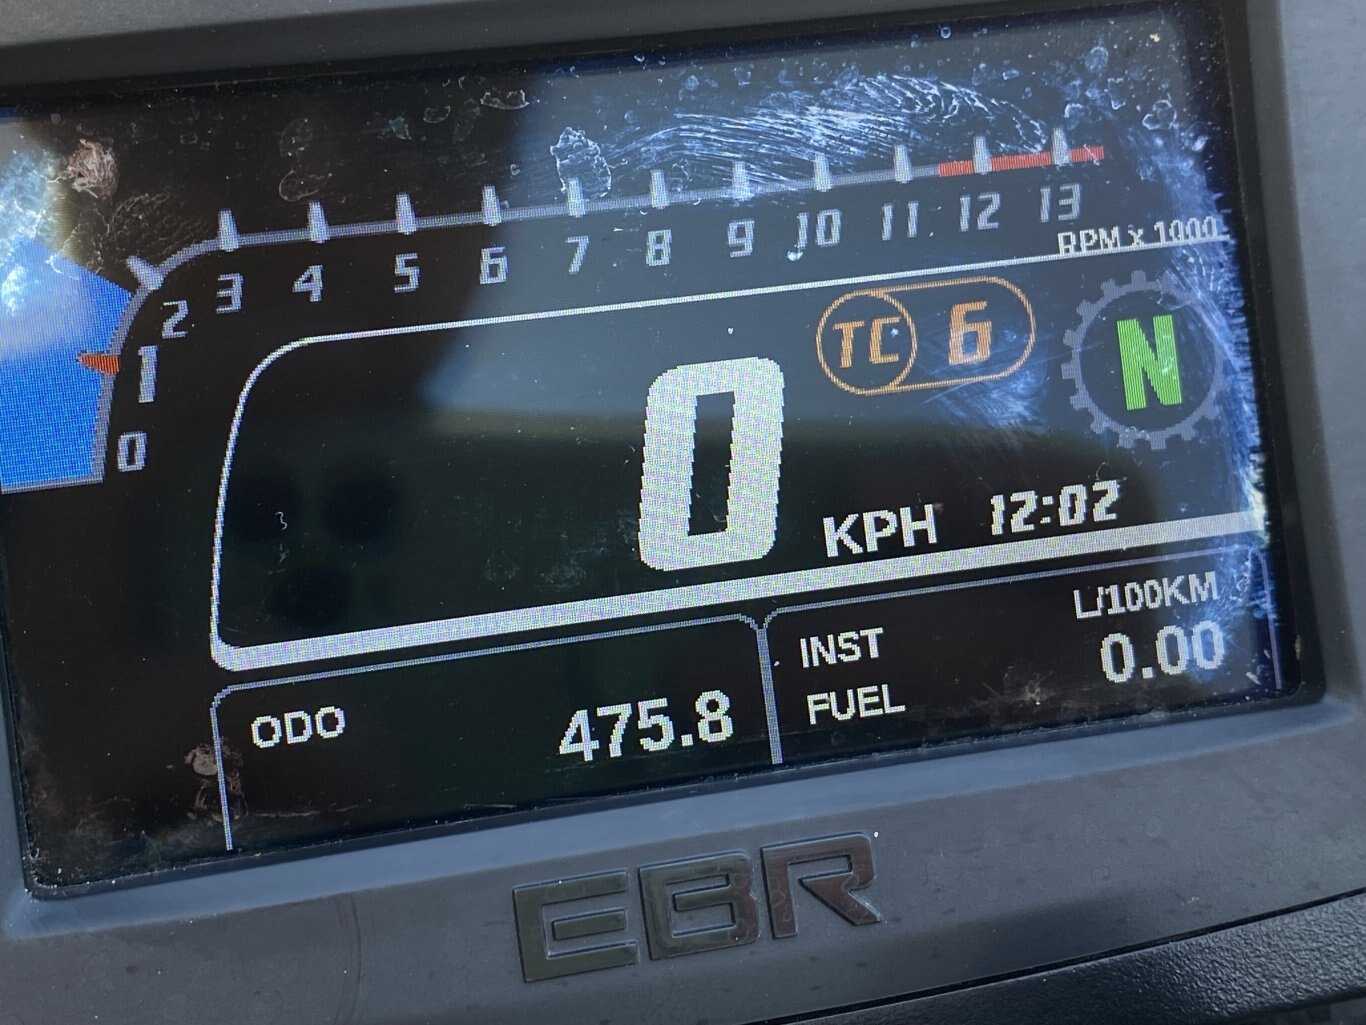 0 1 2 3 4 5 6 7 8 9 10 11 12 13
RPM x 1000
TC 6
N
0 KPH 12:02
ODO 475.8
L/100KM
INST FUEL 0.00
EBR